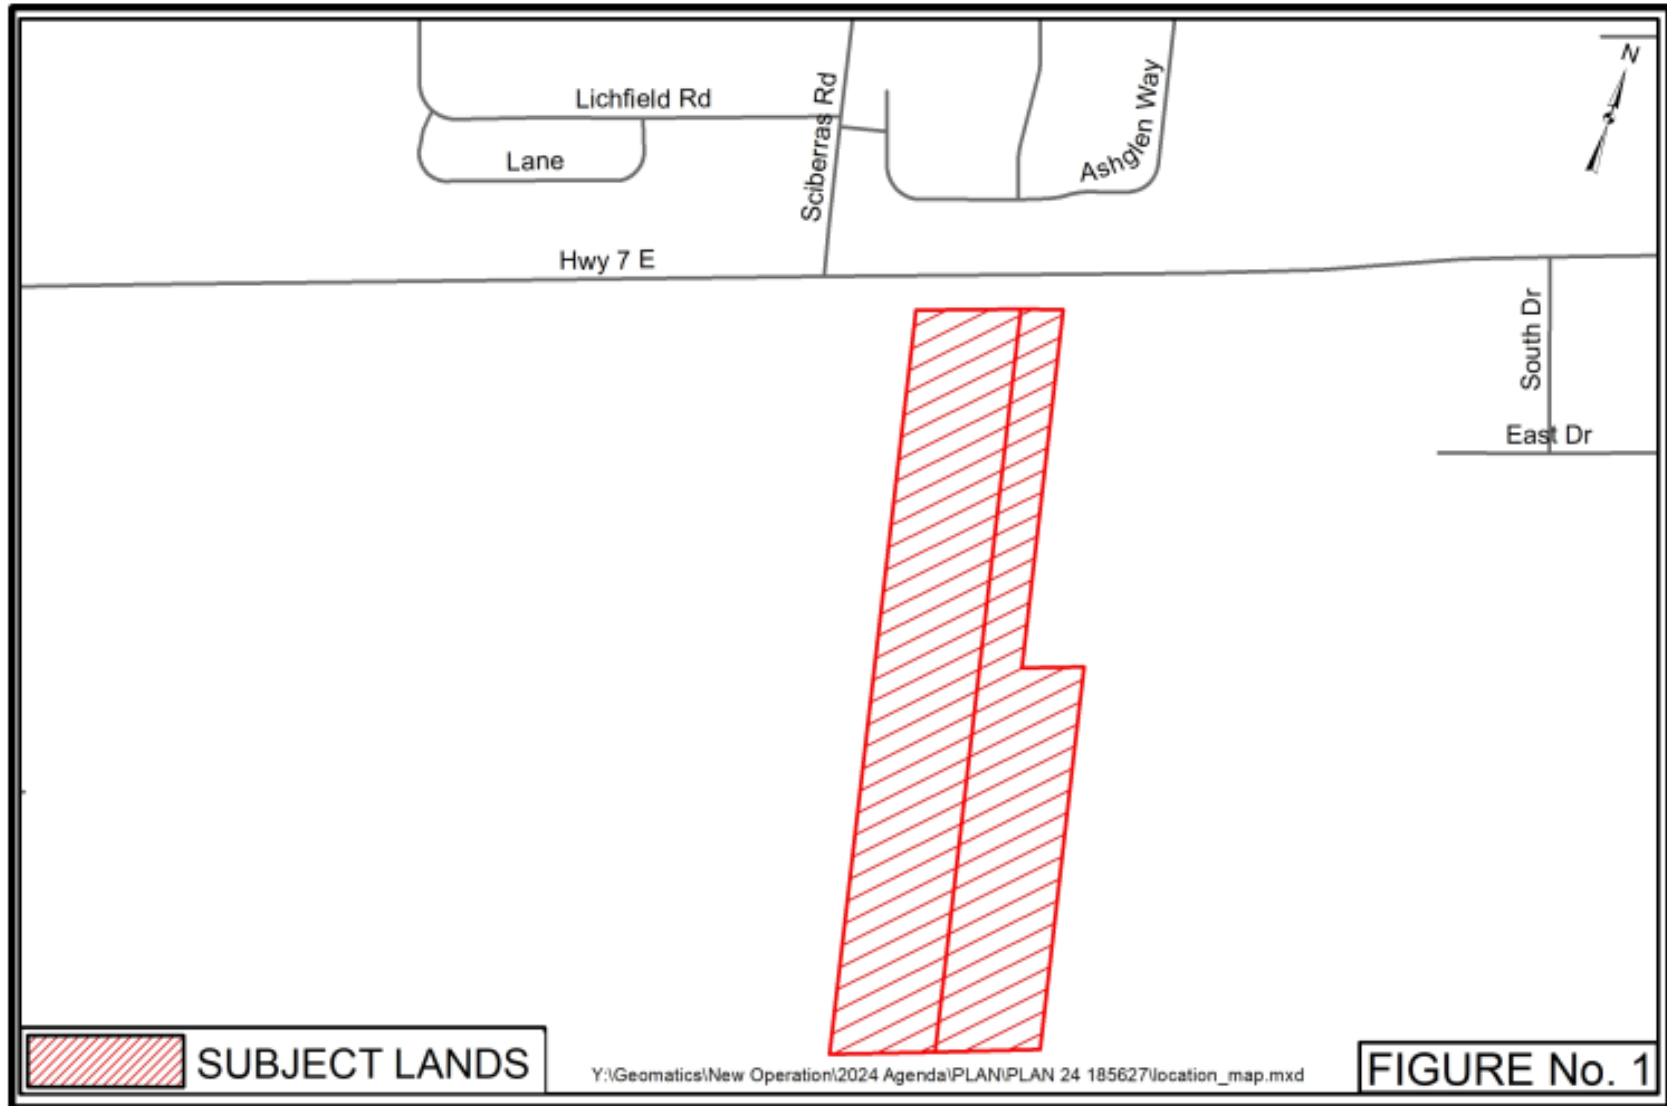 N
Lichfield Rd
Sciberras Rd
Ashglen Way
Lane
Hwy 7 E
South Dr
East Dr
SUBJECT LANDS
Y:\Geomatics\New Operation\2024 Agenda\PLAN\PLAN 24 185627\location_map.mxd
FIGURE No. 1